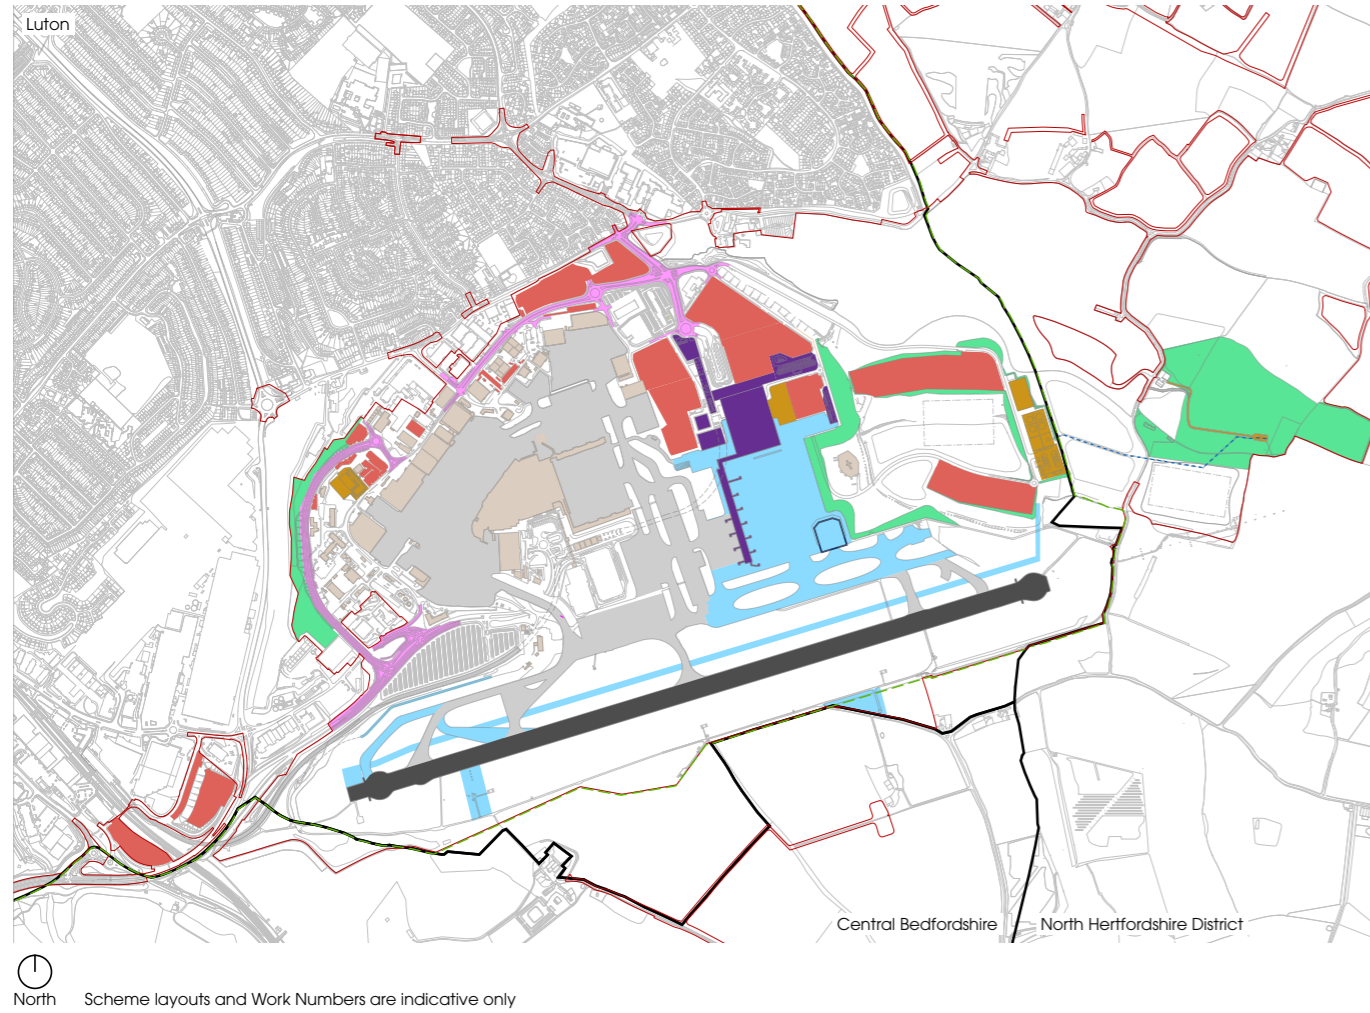 Luton
Central Bedfordshire
North Hertfordshire District
North
Scheme layouts and Work Numbers are indicative only